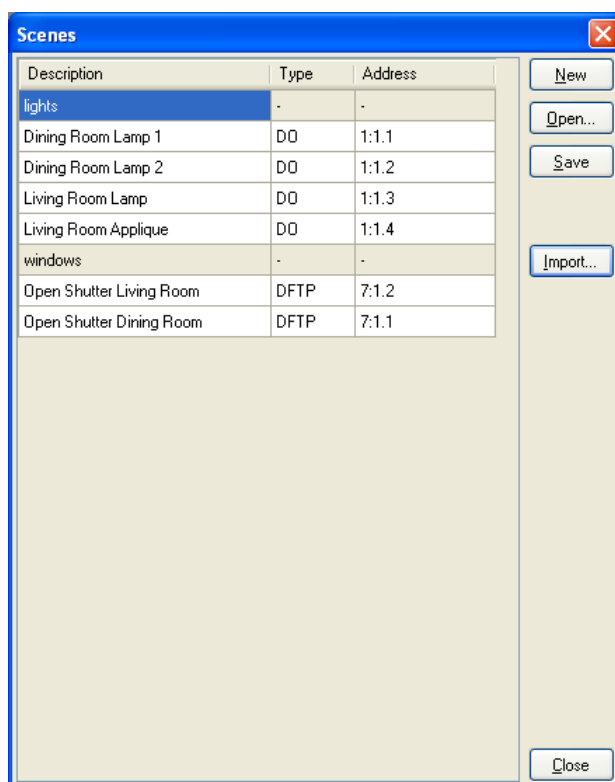 Scenes
Description Type Address
lights - -
Dining Room Lamp 1 DO 1:1.1
Dining Room Lamp 2 DO 1:1.2
Living Room Lamp DO 1:1.3
Living Room Applique DO 1:1.4
windows - -
Open Shutter Living Room DFTP 7:1.2
Open Shutter Dining Room DFTP 7:1.1
New
Open...
Save
Import...
Close